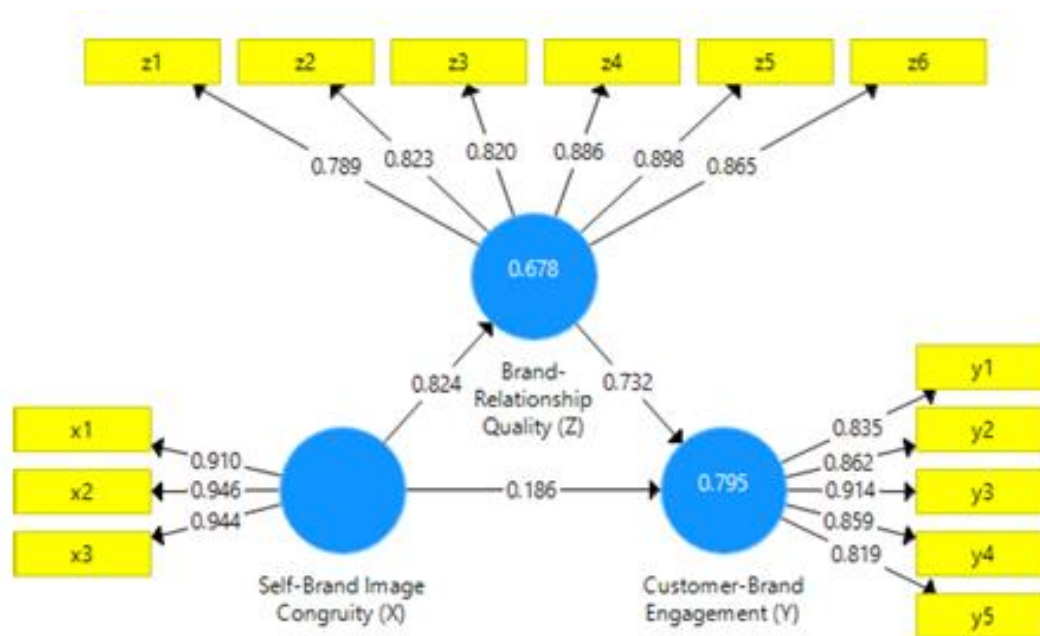 z1 z2 z3 z4 z5 z6
0.789 0.823 0.820 0.886 0.898 0.865
0.678
Brand-
Relationship
Quality (Z)
0.824
0.732
x1
x2
x3
0.910
0.946
0.944
Self-Brand Image
Congruity (X)
0.186
0.795
Customer-Brand
Engagement (Y)
0.835
0.862
0.914
0.859
0.819
y1
y2
y3
y4
y5